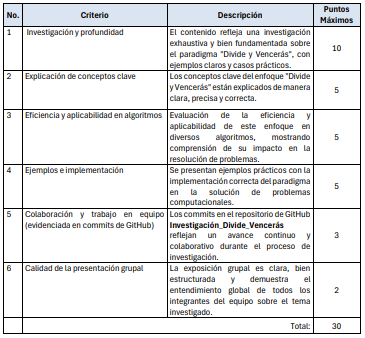 No. Criterio Descripción Puntos
Máximos
1 Investigación y profundidad El contenido refleja una investigación
exhaustiva y bien fundamentada sobre
el paradigma "Divide y Vencerás", con
ejemplos claros y casos prácticos.
10
2 Explicación de conceptos clave Los conceptos clave del enfoque "Divide
y Vencerás" están explicados de manera
clara, precisa y correcta.
5
3 Eficiencia y aplicabilidad en algoritmos Evaluación de la eficiencia y
aplicabilidad de este enfoque en
diversos algoritmos, mostrando
comprensión de su impacto en la
resolución de problemas.
5
4 Ejemplos e implementación Se presentan ejemplos prácticos con la
implementación correcta del paradigma
en la solución de problemas
computacionales.
5
5 Colaboración y trabajo en equipo
(evidenciada en commits de GitHub)
Los commits en el repositorio de GitHub
Investigación_Divide_Vencerás
reflejan un avance continuo y
colaborativo durante el proceso de
investigación.
3
6 Calidad de la presentación grupal La exposición grupal es clara, bien
estructurada y demuestra el
entendimiento global de todos los
integrantes del equipo sobre el tema
investigado.
2
Total: 30